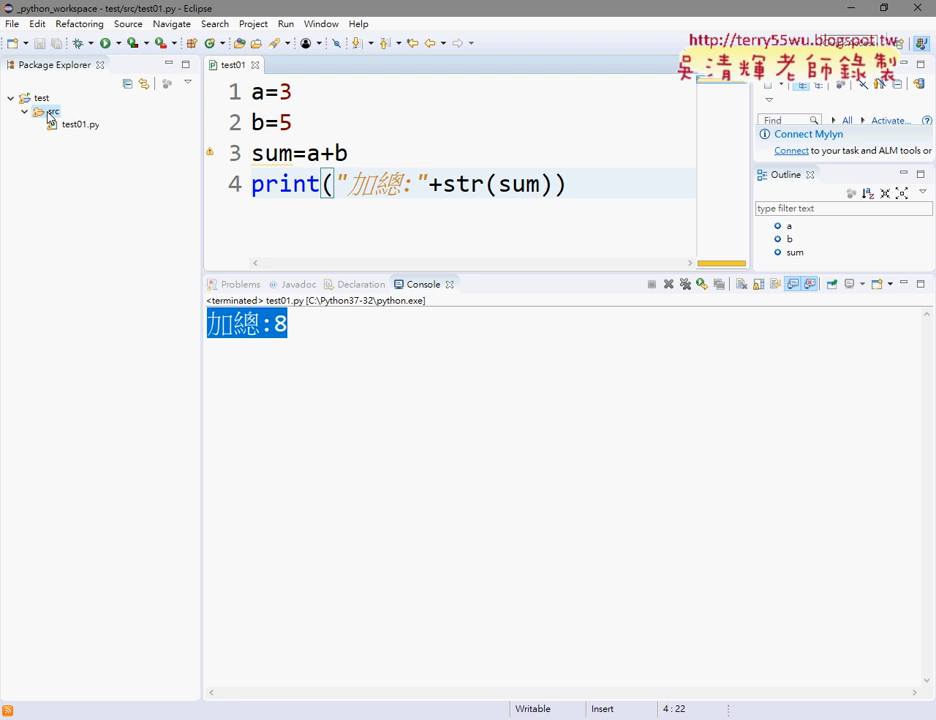 _python_workspace - test/src/test01.py - Eclipse
File Edit Refactoring Source Navigate Search Project Run Window Help
http://terry55wu.blogspot.tw
吳清輝老師錄製
Package Explorer
test
src
test01.py
test01
1 a=3
2 b=5
3 sum=a+b
4 print("加總:"+str(sum))
Find All Activate...
Connect Mylyn
Connect to your task and ALM tools or
Outline
type filter text
a
b
sum
Problems Javadoc Declaration Console
<terminated> test01.py [C:\Python37-32\python.exe]
加總:8
Writable Insert 4 : 22